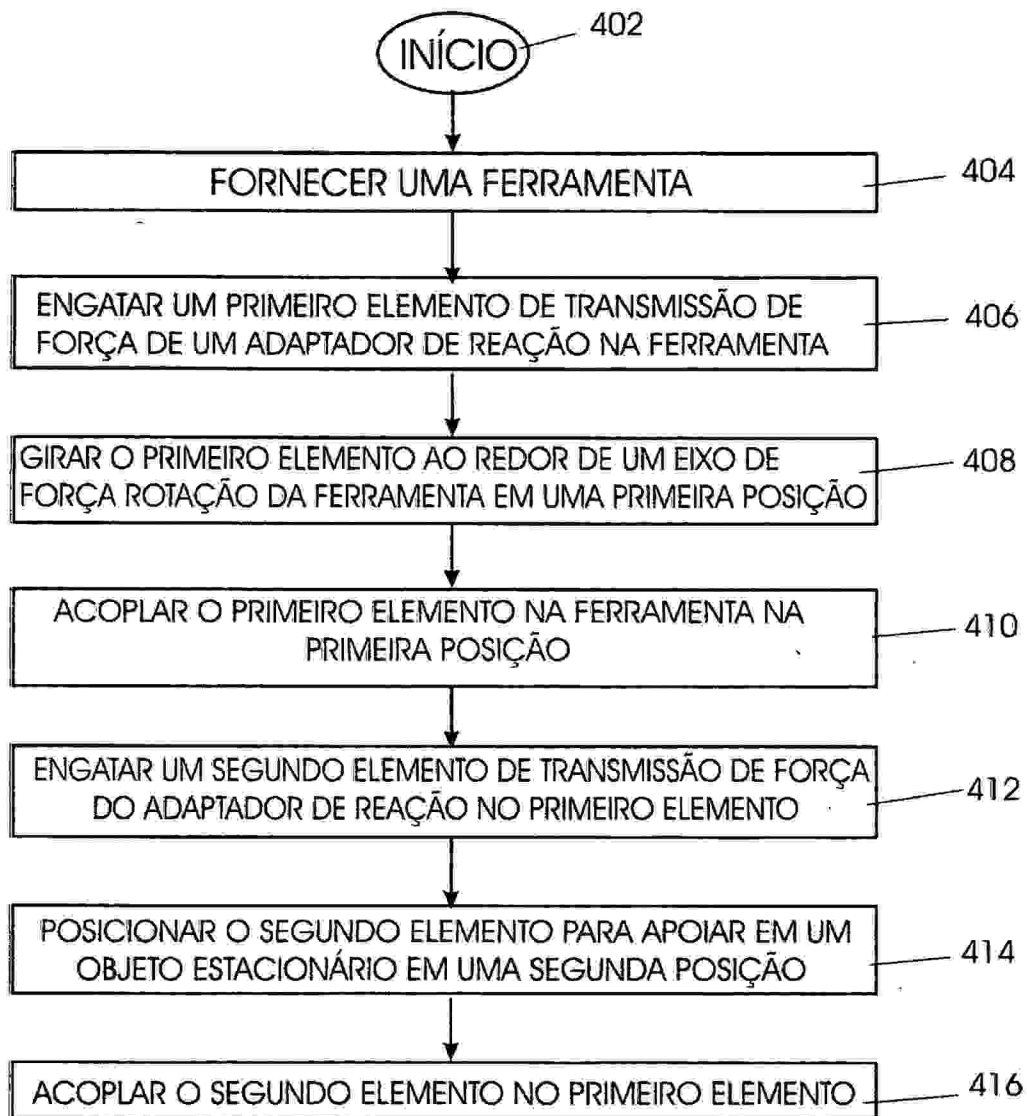 INÍCIO
402
FORNECER UMA FERRAMENTA
404
ENGATAR UM PRIMEIRO ELEMENTO DE TRANSMISSÃO DE
FORÇA DE UM ADAPTADOR DE REAÇÃO NA FERRAMENTA
406
GIRAR O PRIMEIRO ELEMENTO AO REDOR DE UM EIXO DE
FORÇA ROTAÇÃO DA FERRAMENTA EM UMA PRIMEIRA POSIÇÃO
408
ACOPLAR O PRIMEIRO ELEMENTO NA FERRAMENTA NA
PRIMEIRA POSIÇÃO
410
ENGATAR UM SEGUNDO ELEMENTO DE TRANSMISSÃO DE FORÇA
DO ADAPTADOR DE REAÇÃO NO PRIMEIRO ELEMENTO
412
POSICIONAR O SEGUNDO ELEMENTO PARA APOIAR EM UM
OBJETO ESTACIONÁRIO EM UMA SEGUNDA POSIÇÃO
414
ACOPLAR O SEGUNDO ELEMENTO NO PRIMEIRO ELEMENTO
416